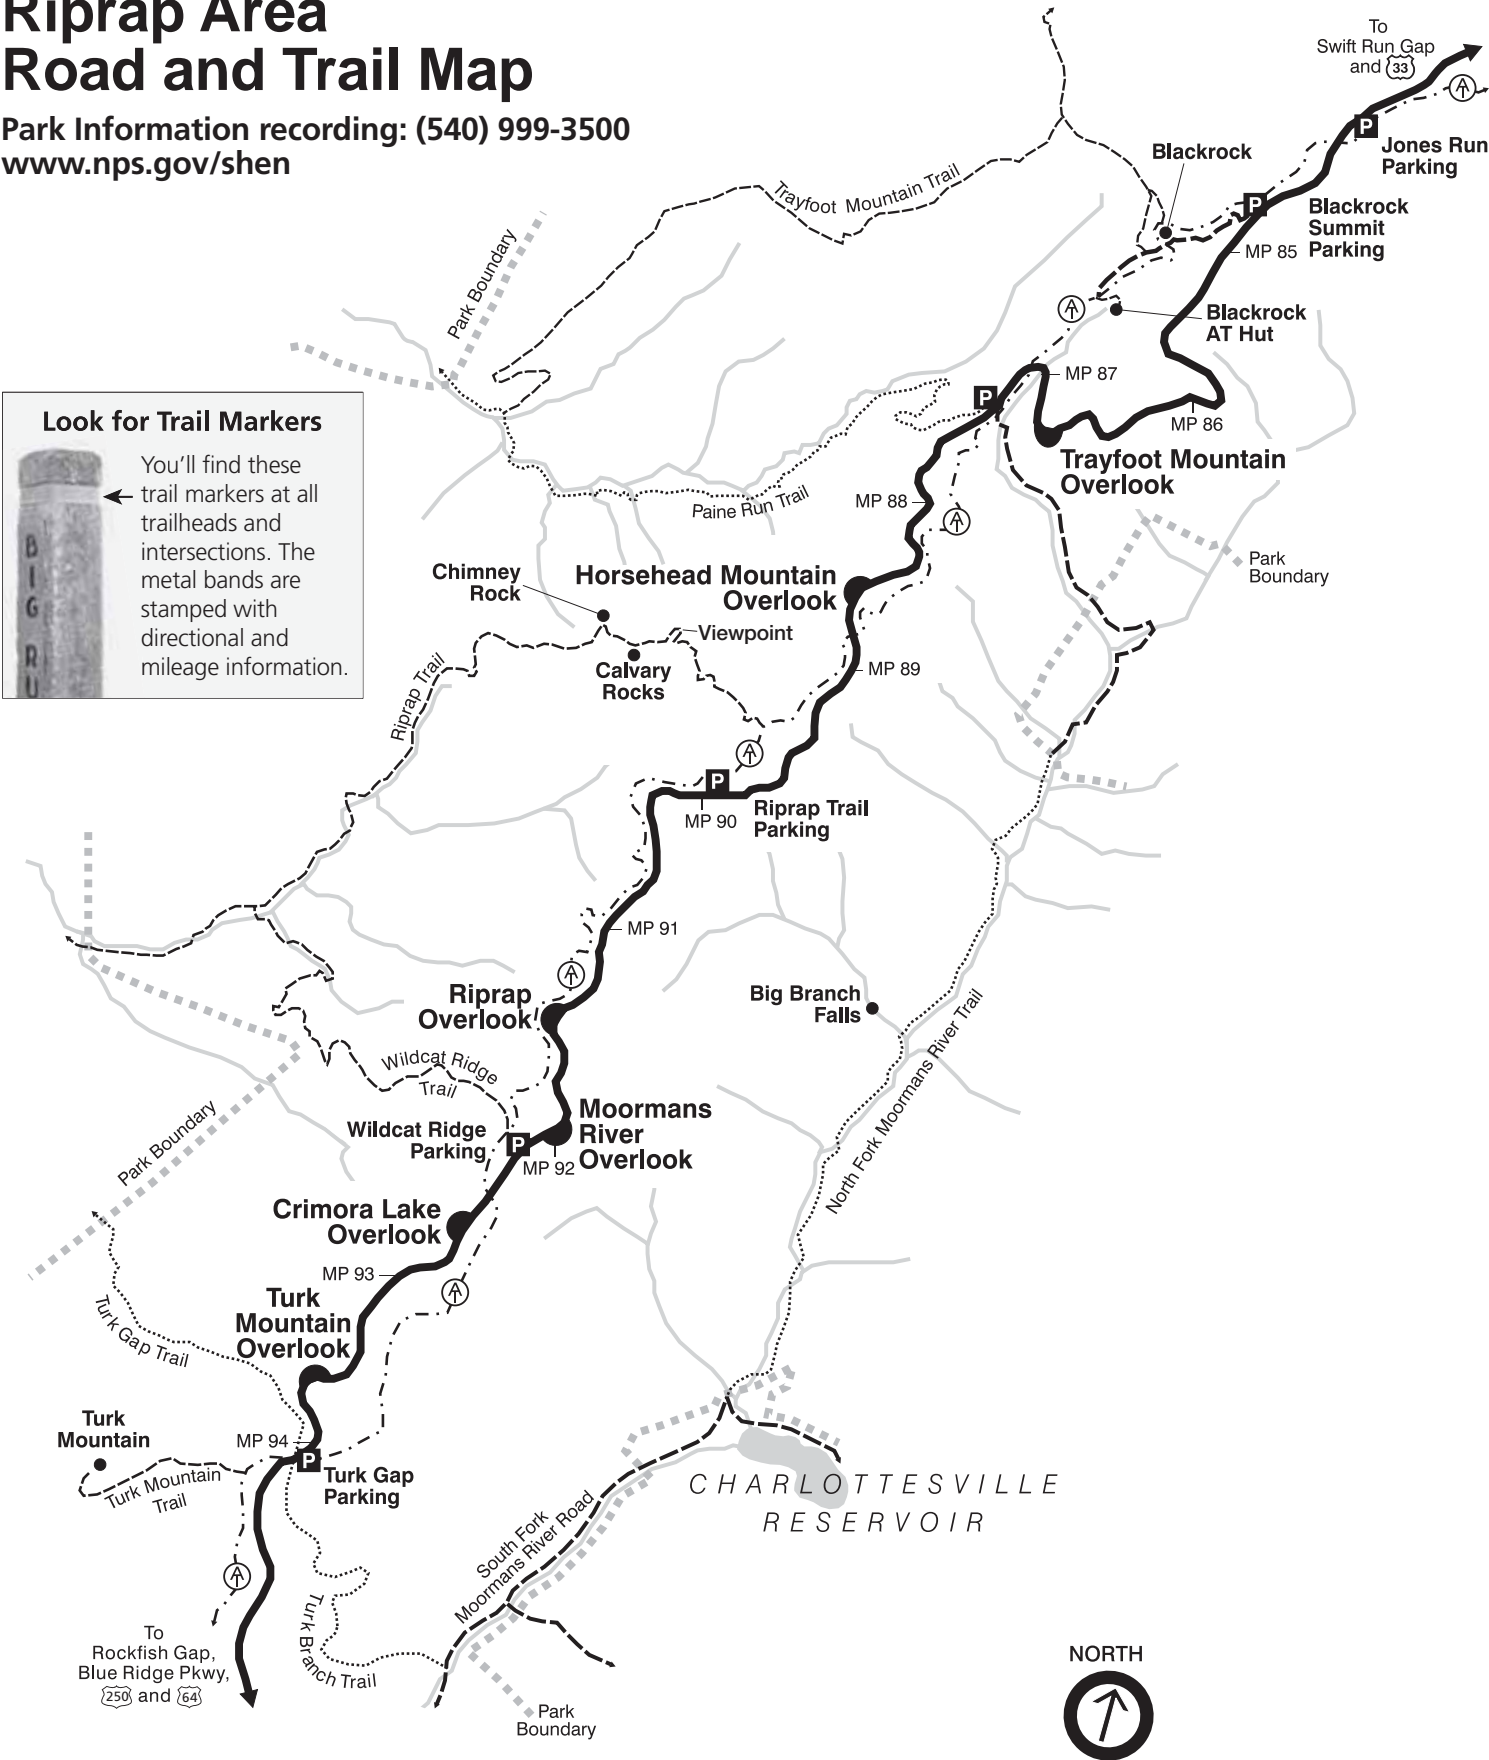 Riprap Area
Road and Trail Map
Park Information recording: (540) 999-3500
www.nps.gov/shen
To
Swift Run Gap
and 33
Jones Run
Parking
Blackrock
Blackrock
Summit
Parking
MP 85
Trayfoot Mountain Trail
Park Boundary
Blackrock
AT Hut
MP 87
MP 86
Trayfoot Mountain
Overlook
Look for Trail Markers
You'll find these
trail markers at all
trailheads and
intersections. The
metal bands are
stamped with
directional and
mileage information.
BIG RU
Paine Run Trail
MP 88
Park
Boundary
Chimney
Rock
Horsehead Mountain
Overlook
Viewpoint
Calvary
Rocks
MP 89
Riprap Trail
P
P
P
P
MP 90
Riprap Trail
Parking
MP 91
Riprap
Overlook
Big Branch
Falls
Wildcat Ridge
Trail
North Fork Moormans River Trail
Wildcat Ridge
Parking
P
Moormans
River
Overlook
MP 92
Park Boundary
Crimora Lake
Overlook
MP 93
Turk
Mountain
Overlook
Turk Gap Trail
Turk
Mountain
MP 94
P
Turk Gap
Parking
Turk Mountain
Trail
CHARLOTTESVILLE
RESERVOIR
South Fork
Moormans River Road
Turk Branch Trail
To
Rockfish Gap,
Blue Ridge Pkwy,
250 and 64
Park
Boundary
NORTH